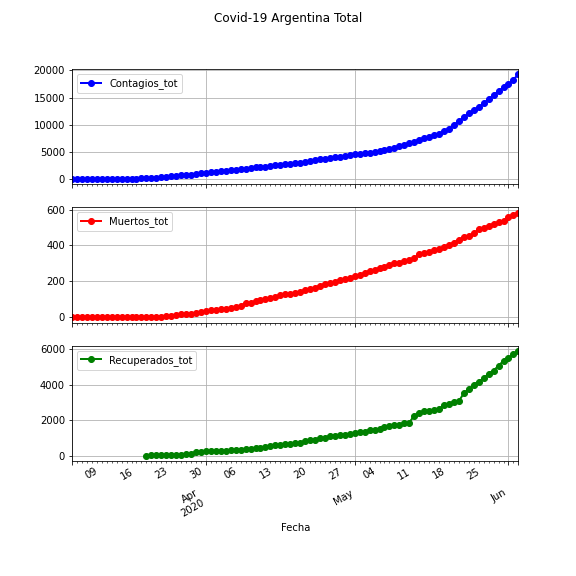 Covid-19 Argentina Total
20000
15000
10000
5000
0
Contagios_tot
600
400
200
0
Muertos_tot
6000
4000
2000
0
Recuperados_tot
09 16 23 30 06 13 20 27 04 11 18 25
Apr May Jun
2020
Fecha